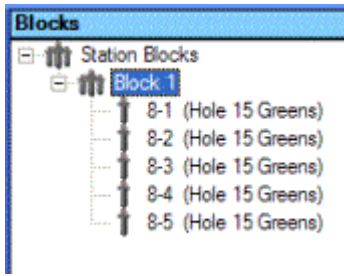 Blocks
Station Blocks
Block 1
8-1 (Hole 15 Greens)
8-2 (Hole 15 Greens)
8-3 (Hole 15 Greens)
8-4 (Hole 15 Greens)
8-5 (Hole 15 Greens)